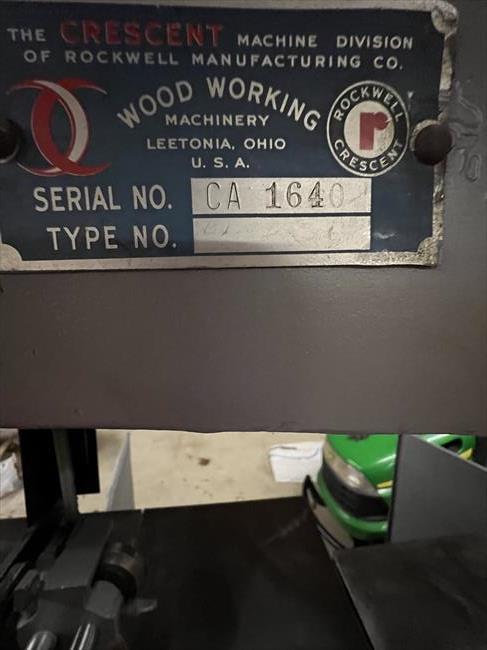 THE CRESCENT MACHINE DIVISION
OF ROCKWELL MANUFACTURING CO.
WOOD WORKING
MACHINERY
LEETONIA, OHIO
U. S. A.
ROCKWELL
r
CRESCENT
SERIAL NO. CA 1640
TYPE NO.